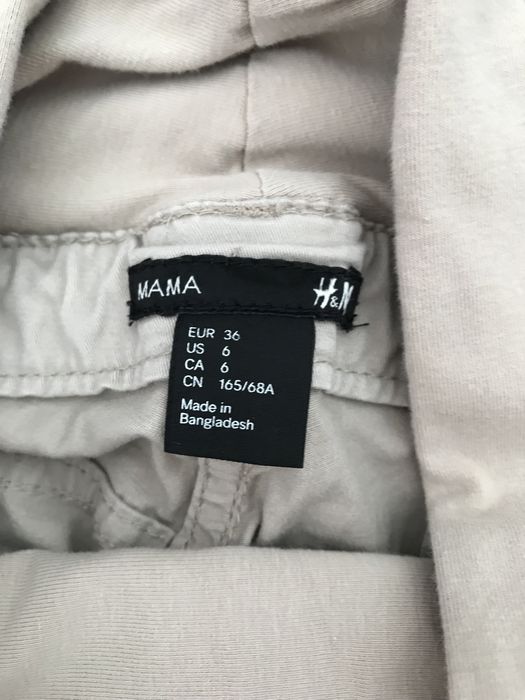 MAMA H&M
EUR 36
US 6
CA 6
CN 165/68A
Made in
Bangladesh